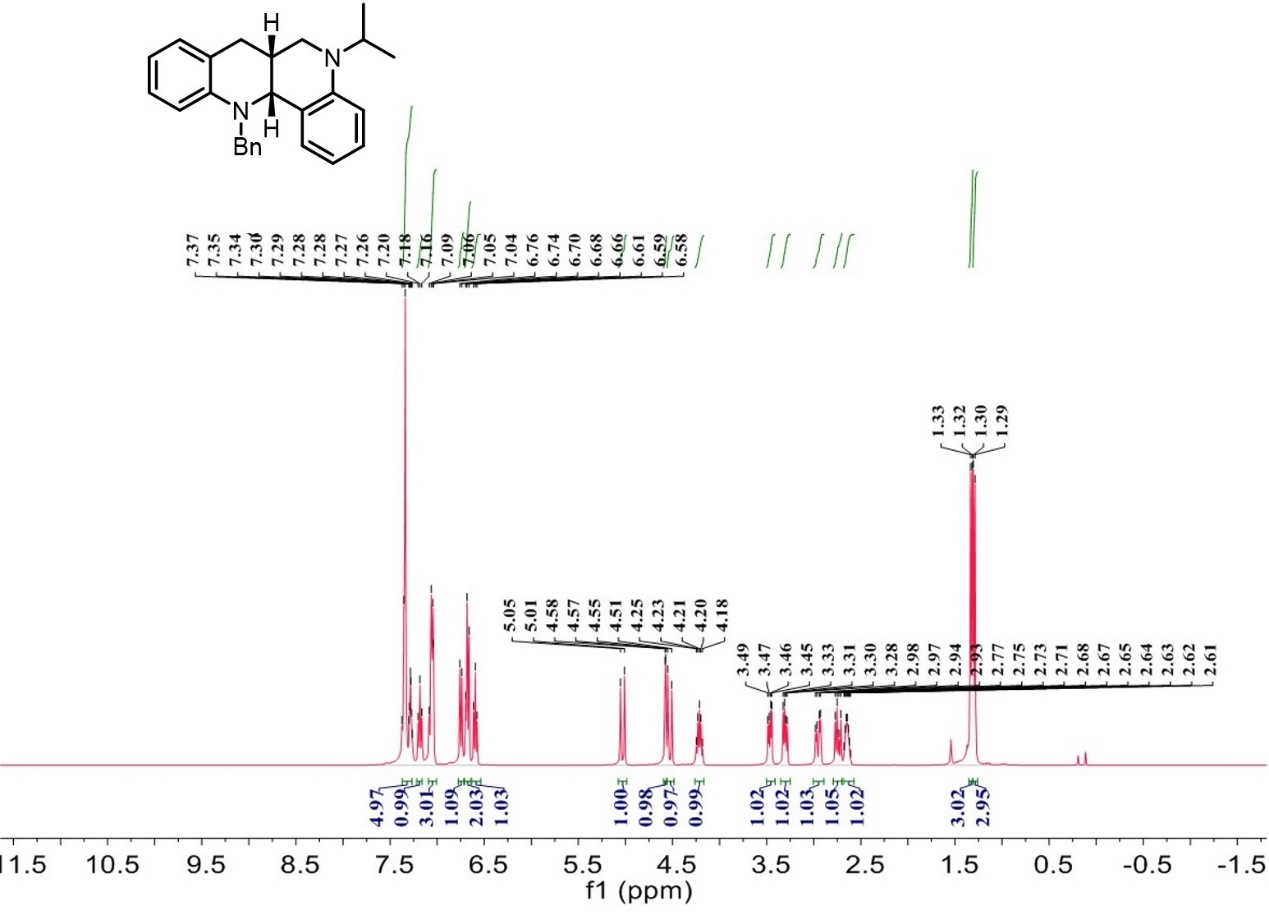 H
N
N
H
Bn
7.37 7.35 7.34 7.30 7.29 7.28 7.28 7.27 7.26 7.20 7.18 7.16 7.09 7.06 7.05 7.04 6.76 6.74 6.70 6.68 6.66 6.61 6.59 6.58
1.33 1.32 1.30 1.29
5.05 5.01 4.58 4.57 4.55 4.51 4.25 4.23 4.21 4.20 4.18
3.49 3.47 3.46 3.45 3.33 3.31 3.30 3.28 2.98 2.97 2.94 2.93 2.77 2.75 2.73 2.71 2.68 2.67 2.65 2.64 2.63 2.62 2.61
4.97 0.99 3.01 1.09 2.03 1.03 1.00 0.98 0.97 0.99 1.02 1.02 1.03 1.05 1.02 3.02 2.95
11.5 10.5 9.5 8.5 7.5 6.5 5.5 4.5 3.5 2.5 1.5 0.5 -0.5 -1.5
f1 (ppm)